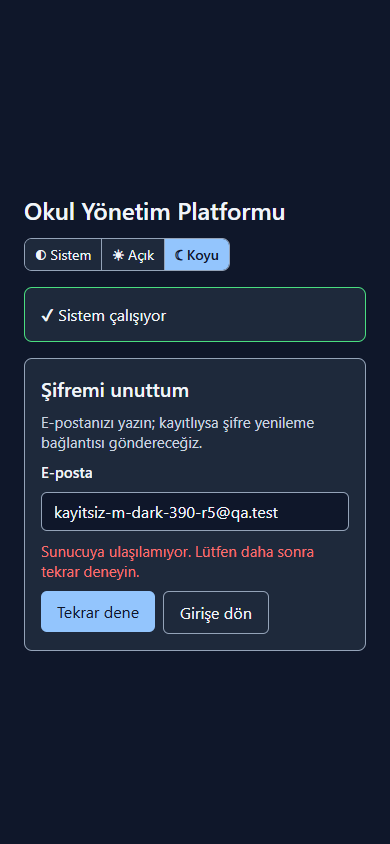 Okul Yönetim Platformu
Sistem
Açık
Koyu
✓ Sistem çalışıyor
Şifremi unuttum
E-postanızı yazın; kayıtlıysa şifre yenileme
bağlantısı göndereceğiz.
E-posta
kayitsiz-m-dark-390-r5@qa.test
Sunucuya ulaşılamıyor. Lütfen daha sonra
tekrar deneyin.
Tekrar dene
Girişe dön